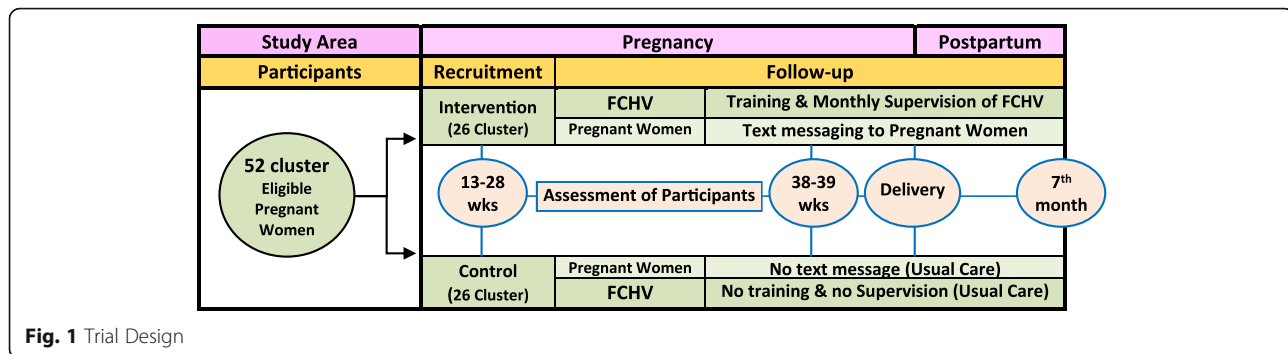 Study Area
Pregnancy
Postpartum
Participants
Recruitment
Follow-up
Intervention
(26 Cluster)
FCHV
Training & Monthly Supervision of FCHV
Pregnant Women
Text messaging to Pregnant Women
52 cluster
Eligible
Pregnant
Women
13-28
wks
Assessment of Participants
38-39
wks
Delivery
7th
month
Control
(26 Cluster)
Pregnant Women
No text message (Usual Care)
FCHV
No training & no Supervision (Usual Care)
Fig. 1 Trial Design